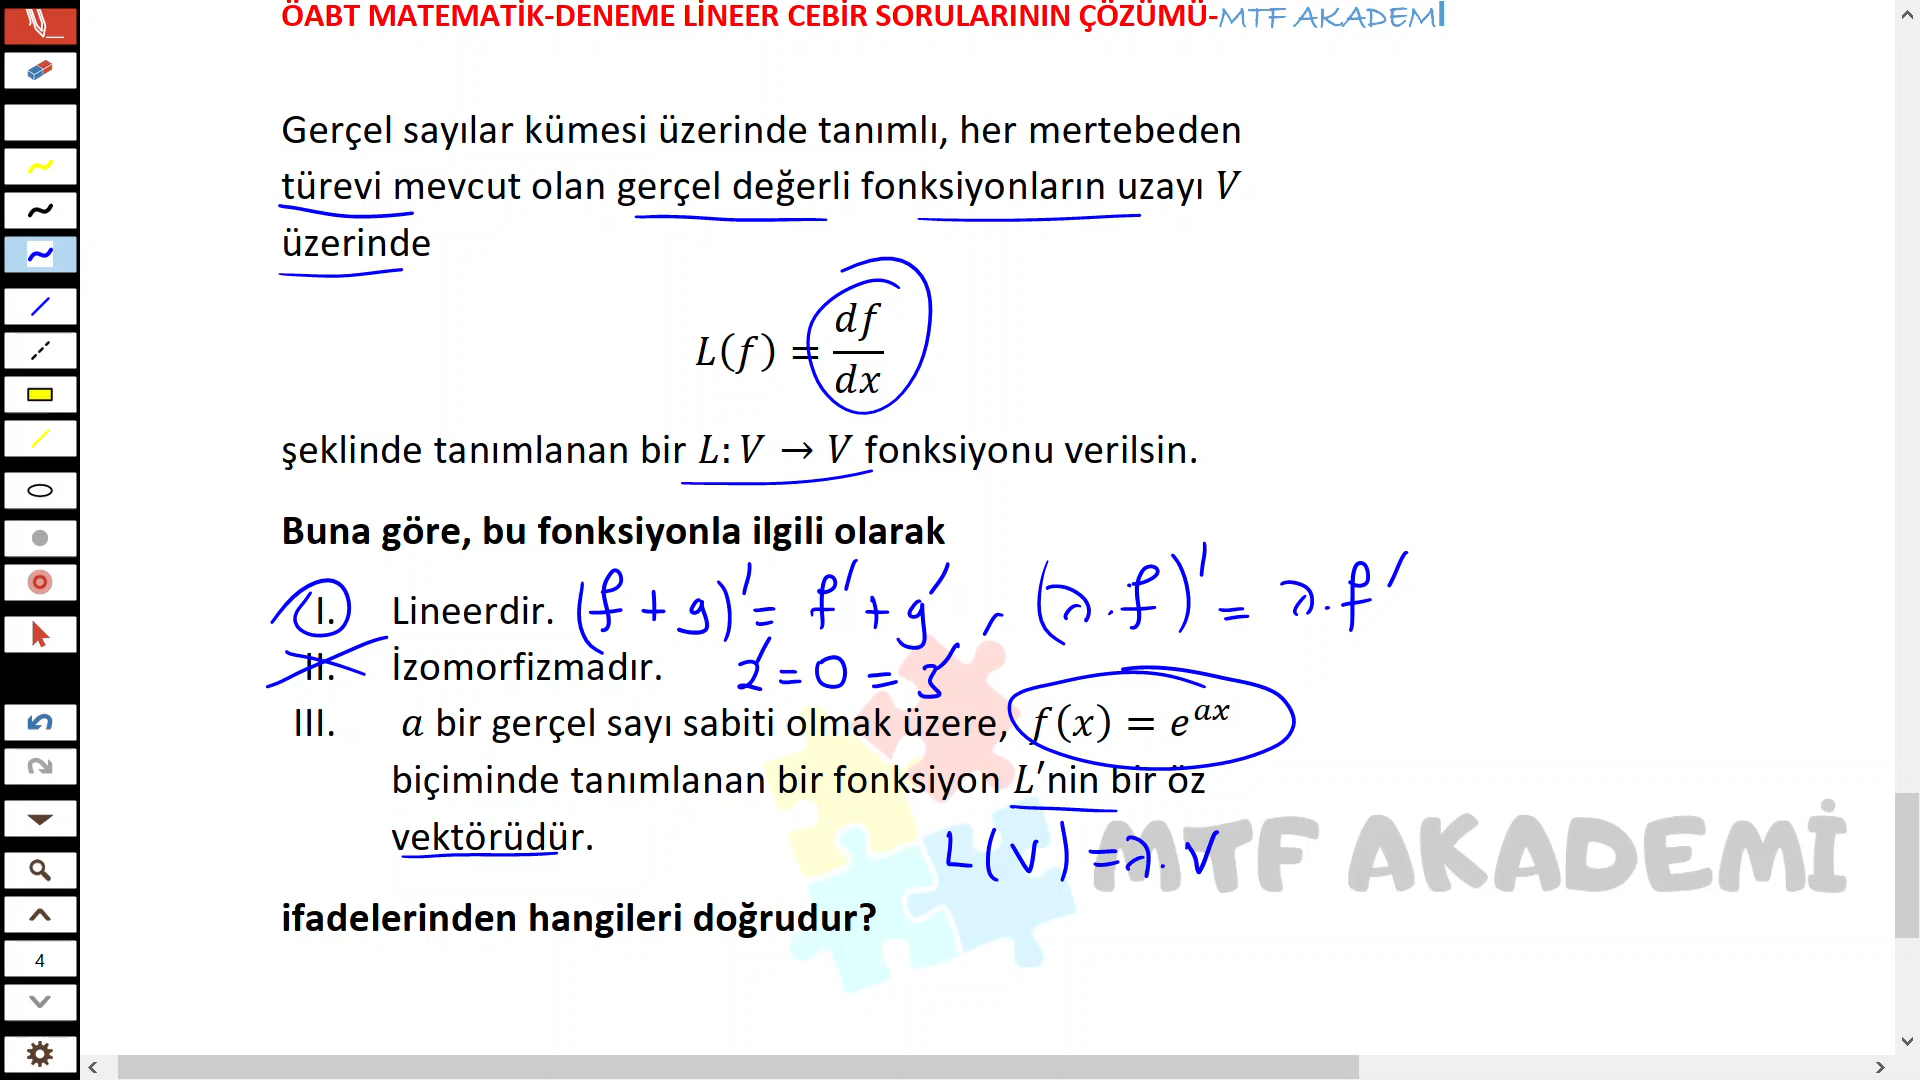 ÖABT MATEMATİK-DENEME LİNEER CEBİR SORULARININ ÇÖZÜMÜ-MTF AKADEMİ
Gerçel sayılar kümesi üzerinde tanımlı, her mertebeden
türevi mevcut olan gerçel değerli fonksiyonların uzayı V
üzerinde
L(f) = df/dx
şeklinde tanımlanan bir L: V → V fonksiyonu verilsin.
Buna göre, bu fonksiyonla ilgili olarak
I. Lineerdir. (f + g)' = f' + g' , (λ.f)' = λ.f'
II. İzomorfizmadır. 2' = 0 = 3'
III. a bir gerçel sayı sabiti olmak üzere, f(x) = e^{ax}
biçiminde tanımlanan bir fonksiyon L'nin bir öz
vektörüdür.
L(v) = λ.v
MTF AKADEMİ
ifadelerinden hangileri doğrudur?
4